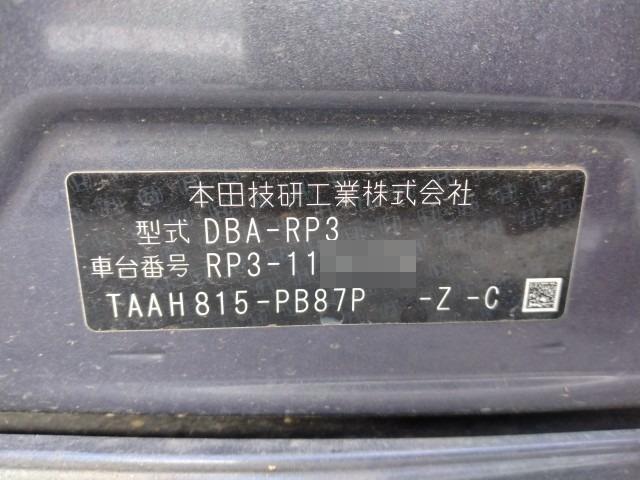 本田技研工業株式会社
型式 DBA-RP3
車台番号 RP3-11
TAAH815-PB87P -Z -C